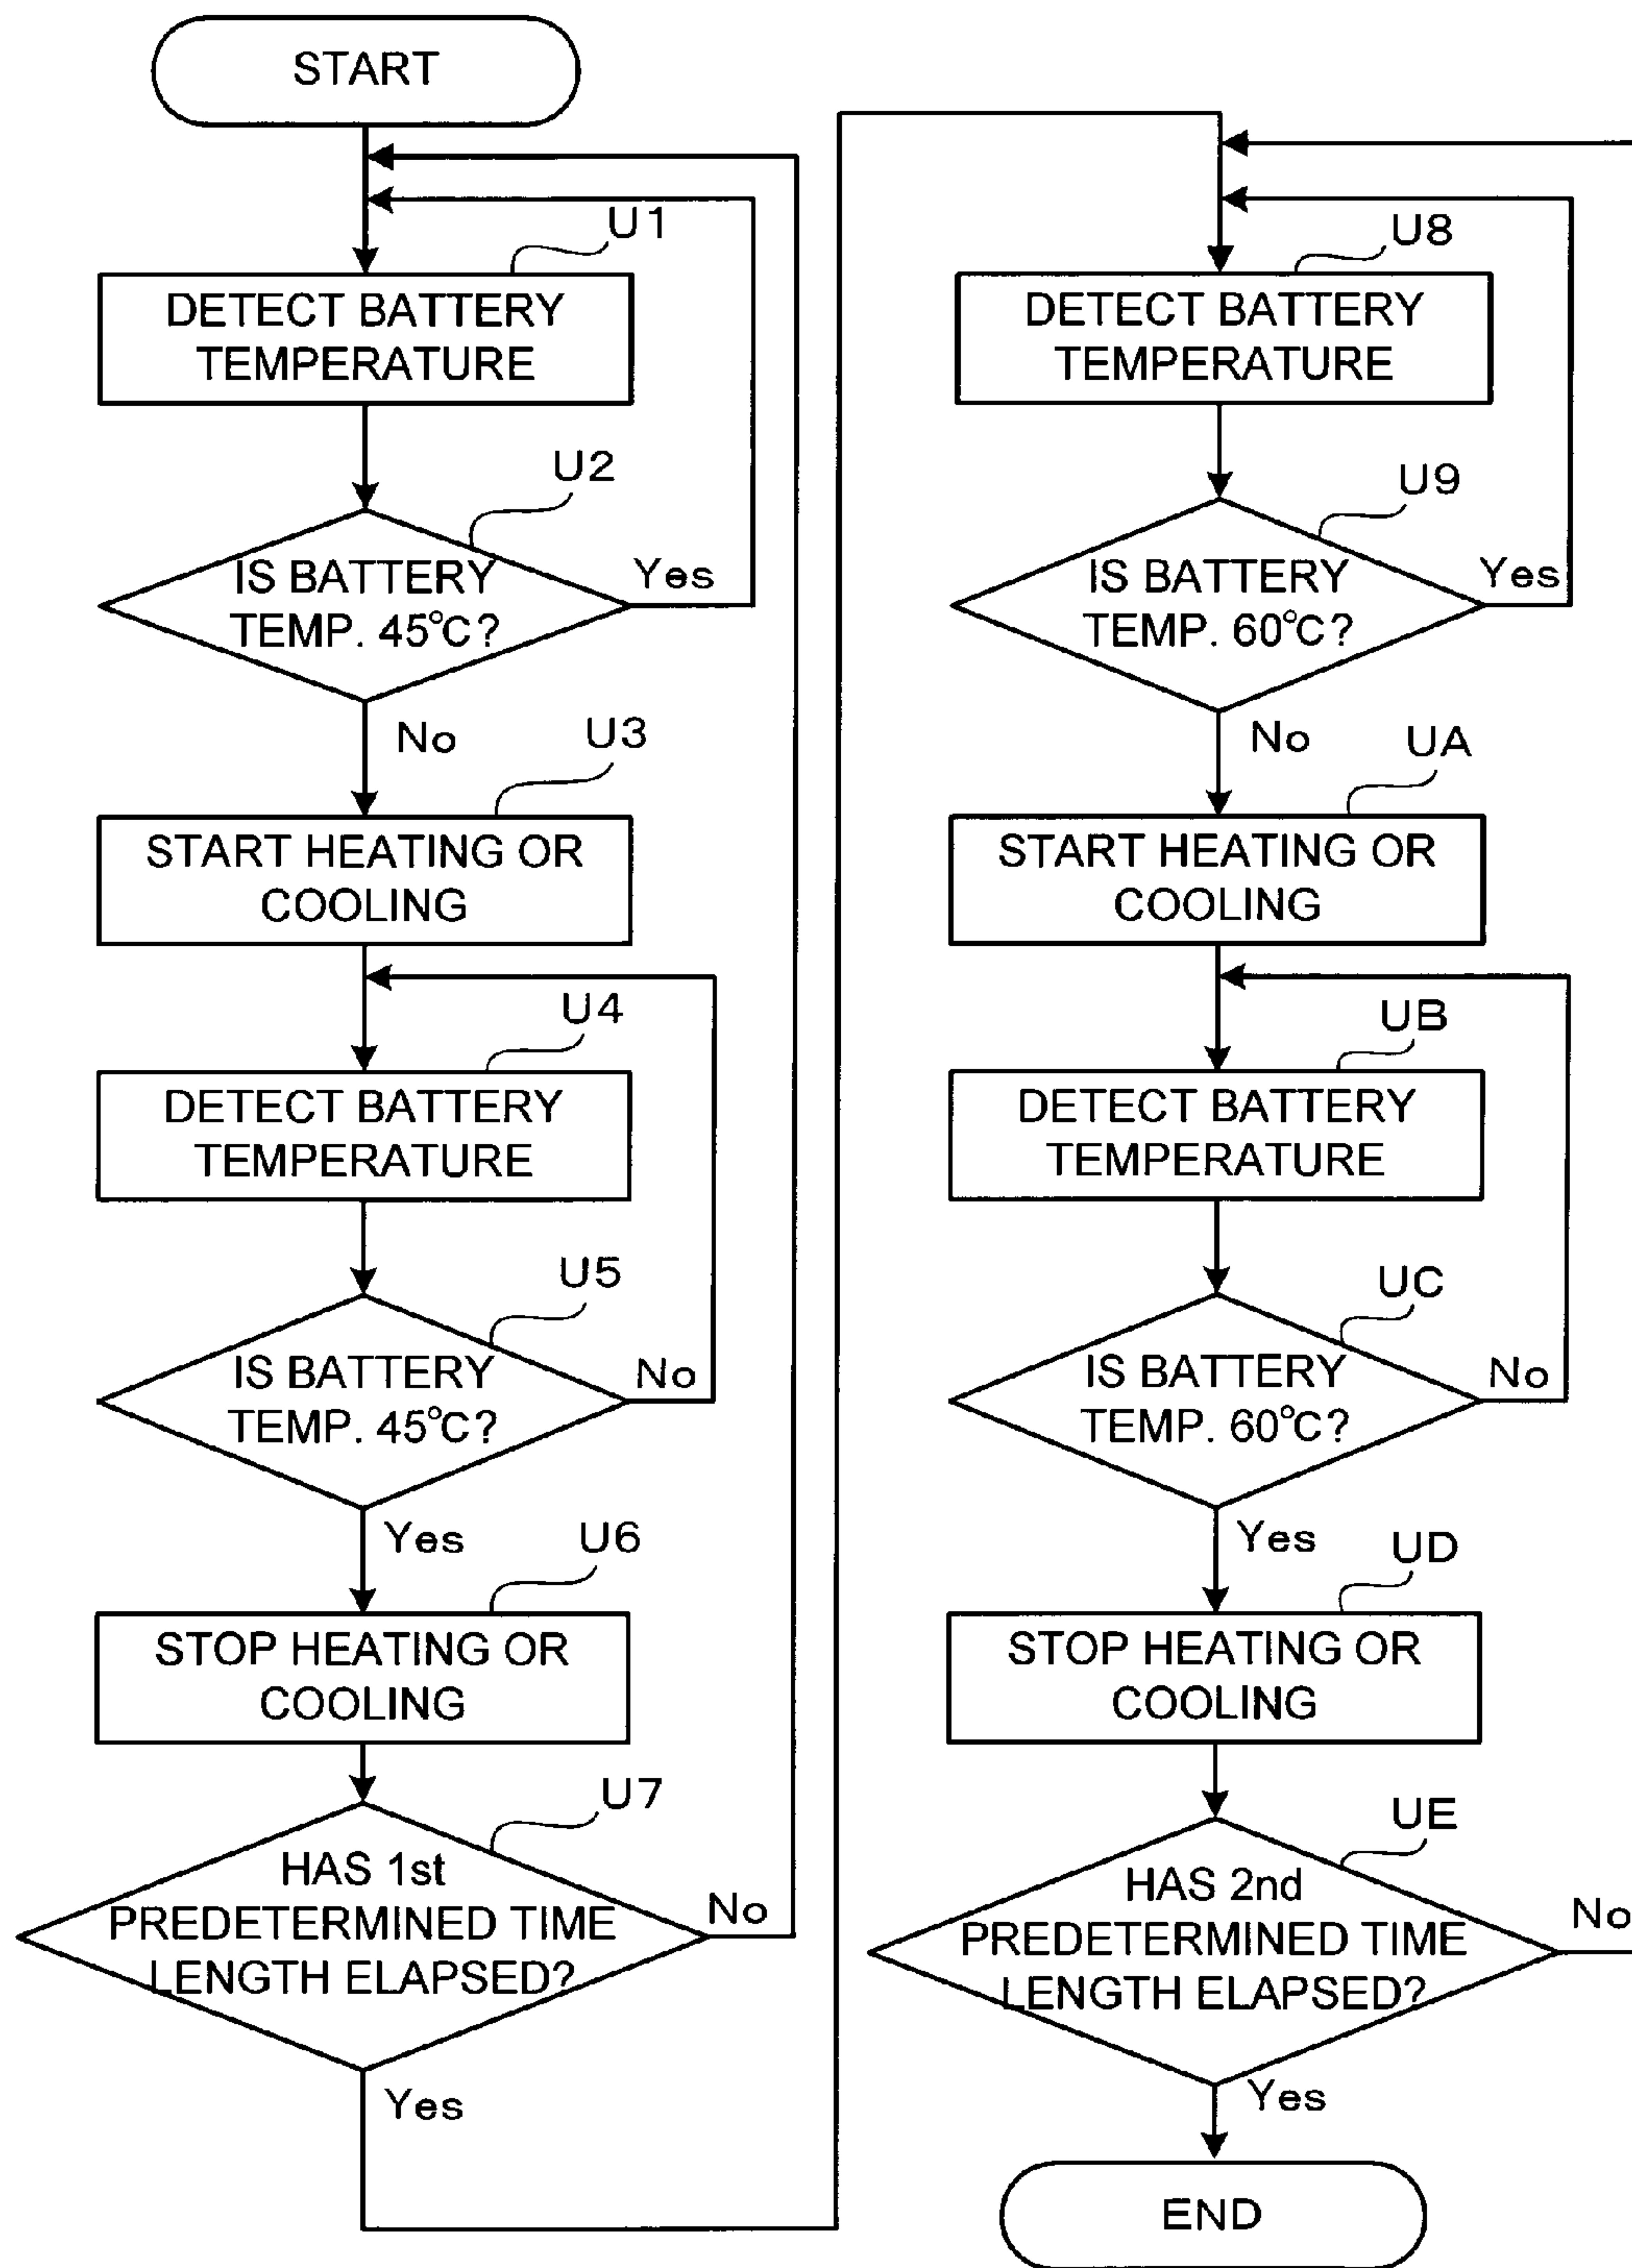 START
U1
DETECT BATTERY
TEMPERATURE
U2
IS BATTERY
TEMP. 45°C?
Yes
No
U3
START HEATING OR
COOLING
U4
DETECT BATTERY
TEMPERATURE
U5
IS BATTERY
TEMP. 45°C?
No
Yes
U6
STOP HEATING OR
COOLING
U7
HAS 1st
PREDETERMINED TIME
LENGTH ELAPSED?
No
Yes
U8
DETECT BATTERY
TEMPERATURE
U9
IS BATTERY
TEMP. 60°C?
Yes
No
UA
START HEATING OR
COOLING
UB
DETECT BATTERY
TEMPERATURE
UC
IS BATTERY
TEMP. 60°C?
No
Yes
UD
STOP HEATING OR
COOLING
UE
HAS 2nd
PREDETERMINED TIME
LENGTH ELAPSED?
No
Yes
END